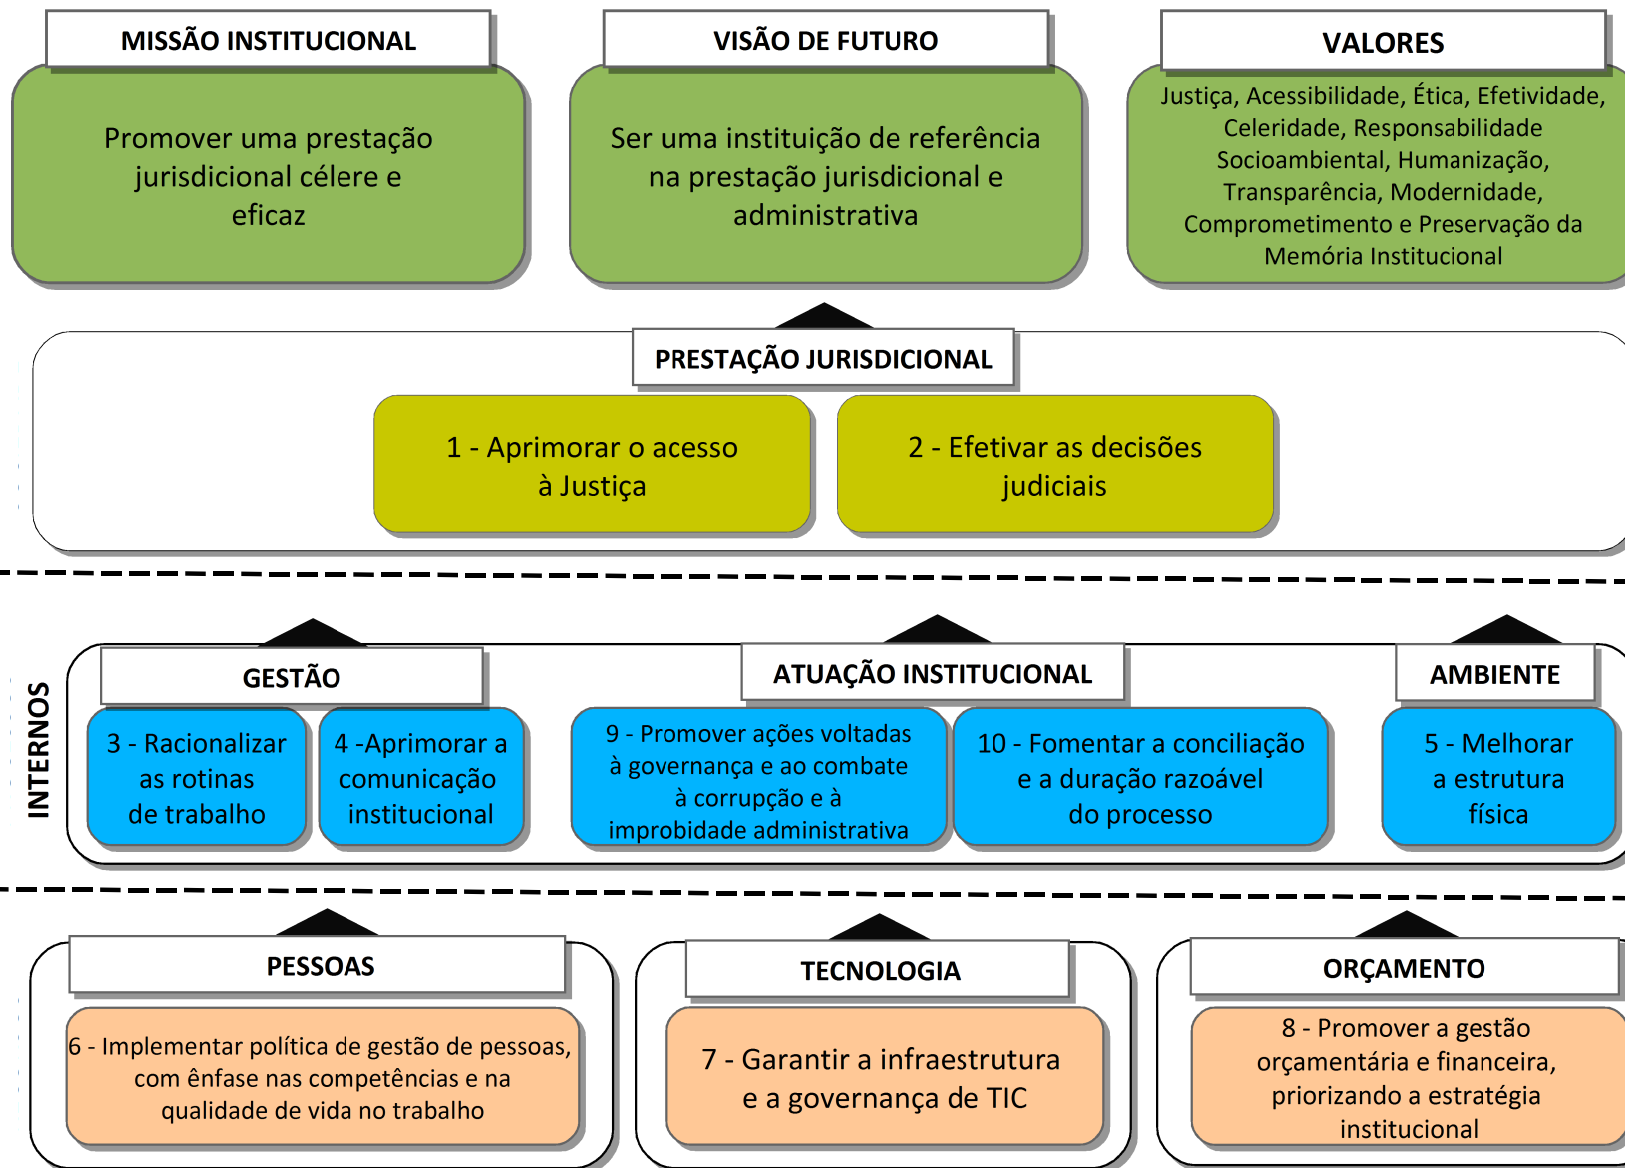 MISSÃO INSTITUCIONAL
Promover uma prestação
jurisdicional célere e
eficaz
VISÃO DE FUTURO
Ser uma instituição de referência
na prestação jurisdicional e
administrativa
VALORES
Justiça, Acessibilidade, Ética, Efetividade,
Celeridade, Responsabilidade
Socioambiental, Humanização,
Transparência, Modernidade,
Comprometimento e Preservação da
Memória Institucional
PRESTAÇÃO JURISDICIONAL
1 - Aprimorar o acesso
à Justiça
2 - Efetivar as decisões
judiciais
INTERNOS
GESTÃO
3 - Racionalizar
as rotinas
de trabalho
4 -Aprimorar a
comunicação
institucional
ATUAÇÃO INSTITUCIONAL
9 - Promover ações voltadas
à governança e ao combate
à corrupção e à
improbidade administrativa
10 - Fomentar a conciliação
e a duração razoável
do processo
AMBIENTE
5 - Melhorar
a estrutura
física
PESSOAS
6 - Implementar política de gestão de pessoas,
com ênfase nas competências e na
qualidade de vida no trabalho
TECNOLOGIA
7 - Garantir a infraestrutura
e a governança de TIC
ORÇAMENTO
8 - Promover a gestão
orçamentária e financeira,
priorizando a estratégia
institucional